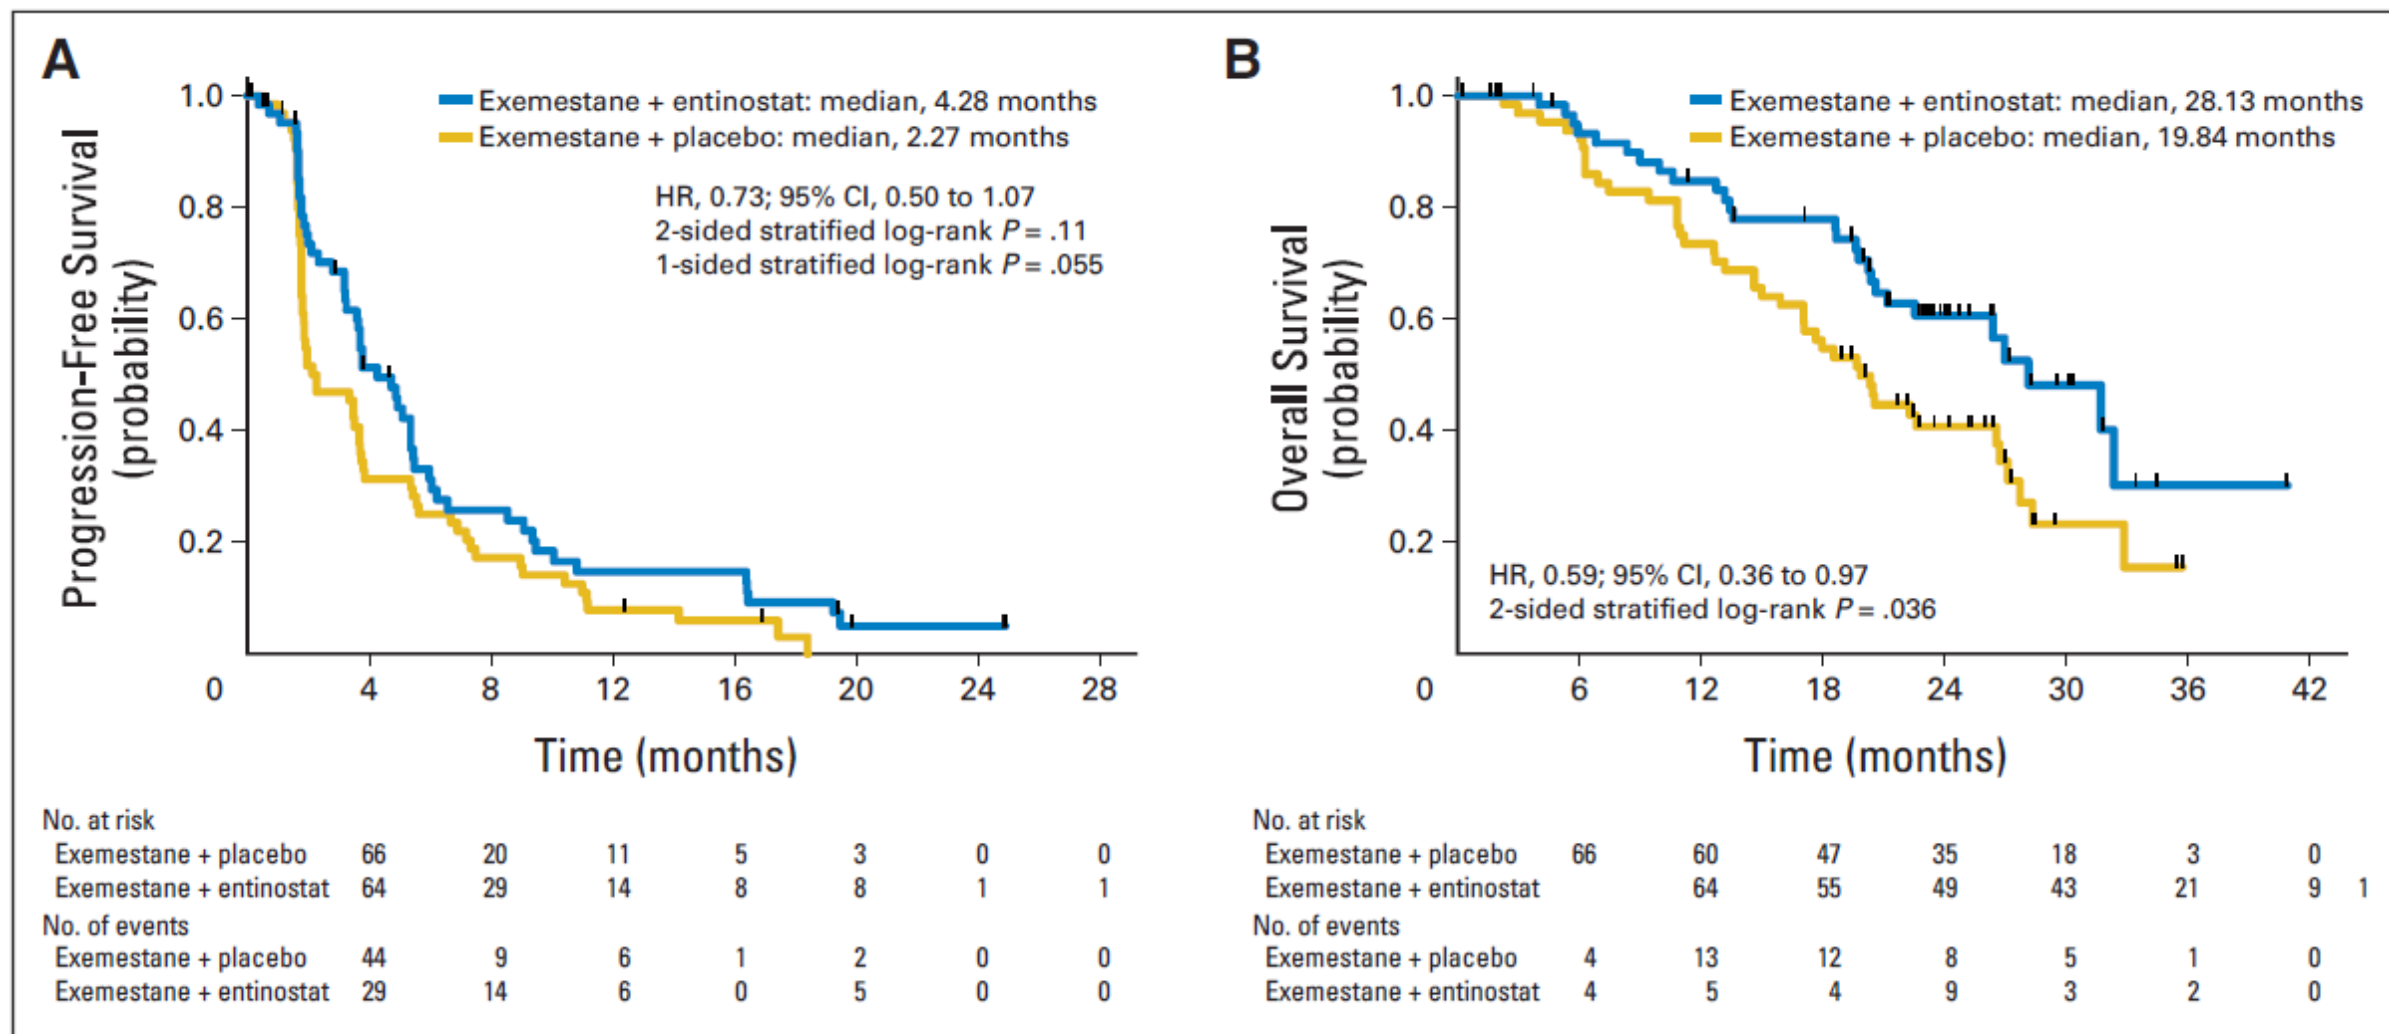 A
Progression-Free Survival
(probability)
1.0
0.8
0.6
0.4
0.2
Exemestane + entinostat: median, 4.28 months
Exemestane + placebo: median, 2.27 months
HR, 0.73; 95% CI, 0.50 to 1.07
2-sided stratified log-rank P = .11
1-sided stratified log-rank P = .055
0 4 8 12 16 20 24 28
Time (months)
No. at risk
Exemestane + placebo 66 20 11 5 3 0 0
Exemestane + entinostat 64 29 14 8 8 1 1
No. of events
Exemestane + placebo 44 9 6 1 2 0 0
Exemestane + entinostat 29 14 6 0 5 0 0
B
Overall Survival
(probability)
1.0
0.8
0.6
0.4
0.2
Exemestane + entinostat: median, 28.13 months
Exemestane + placebo: median, 19.84 months
HR, 0.59; 95% CI, 0.36 to 0.97
2-sided stratified log-rank P = .036
0 6 12 18 24 30 36 42
Time (months)
No. at risk
Exemestane + placebo 66 60 47 35 18 3 0
Exemestane + entinostat 64 55 49 43 21 9 1
No. of events
Exemestane + placebo 4 13 12 8 5 1 0
Exemestane + entinostat 4 5 4 9 3 2 0